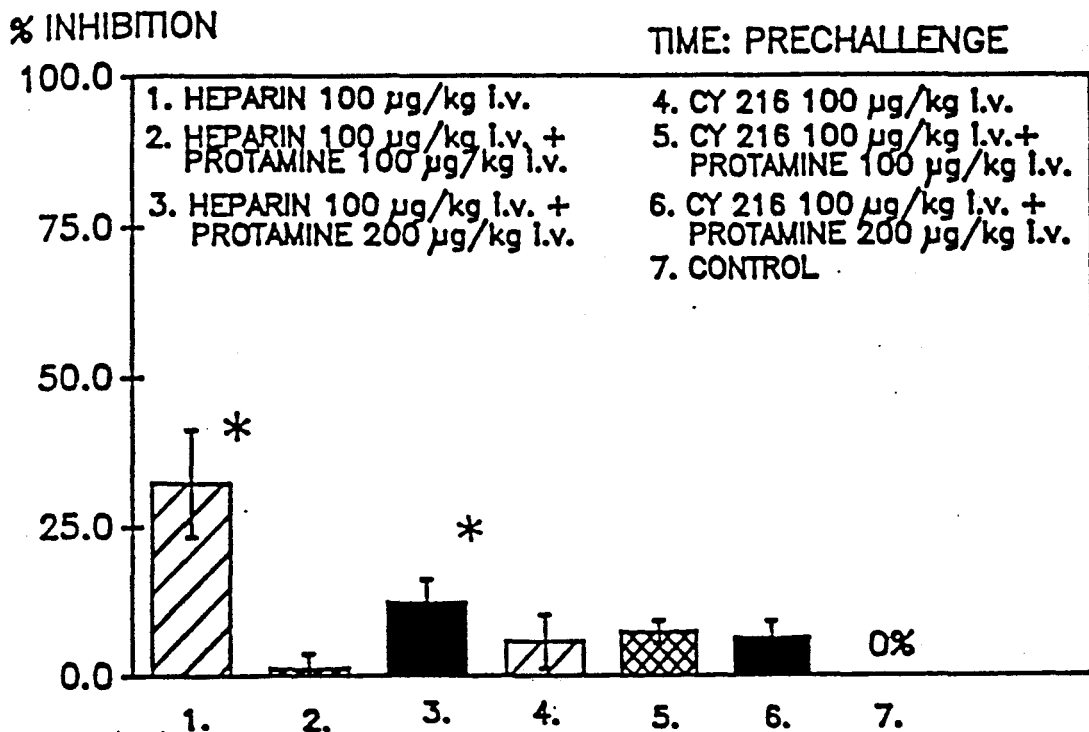 % INHIBITION
TIME: PRECHALLENGE
100.0
75.0
50.0
25.0
0.0
1. HEPARIN 100 µg/kg i.v.
2. HEPARIN 100 µg/kg i.v. +
PROTAMINE 100 µg/kg i.v.
3. HEPARIN 100 µg/kg i.v. +
PROTAMINE 200 µg/kg i.v.
4. CY 216 100 µg/kg i.v.
5. CY 216 100 µg/kg i.v.+
PROTAMINE 100 µg/kg i.v.
6. CY 216 100 µg/kg i.v. +
PROTAMINE 200 µg/kg i.v.
7. CONTROL
*
*
0%
1. 2. 3. 4. 5. 6. 7.